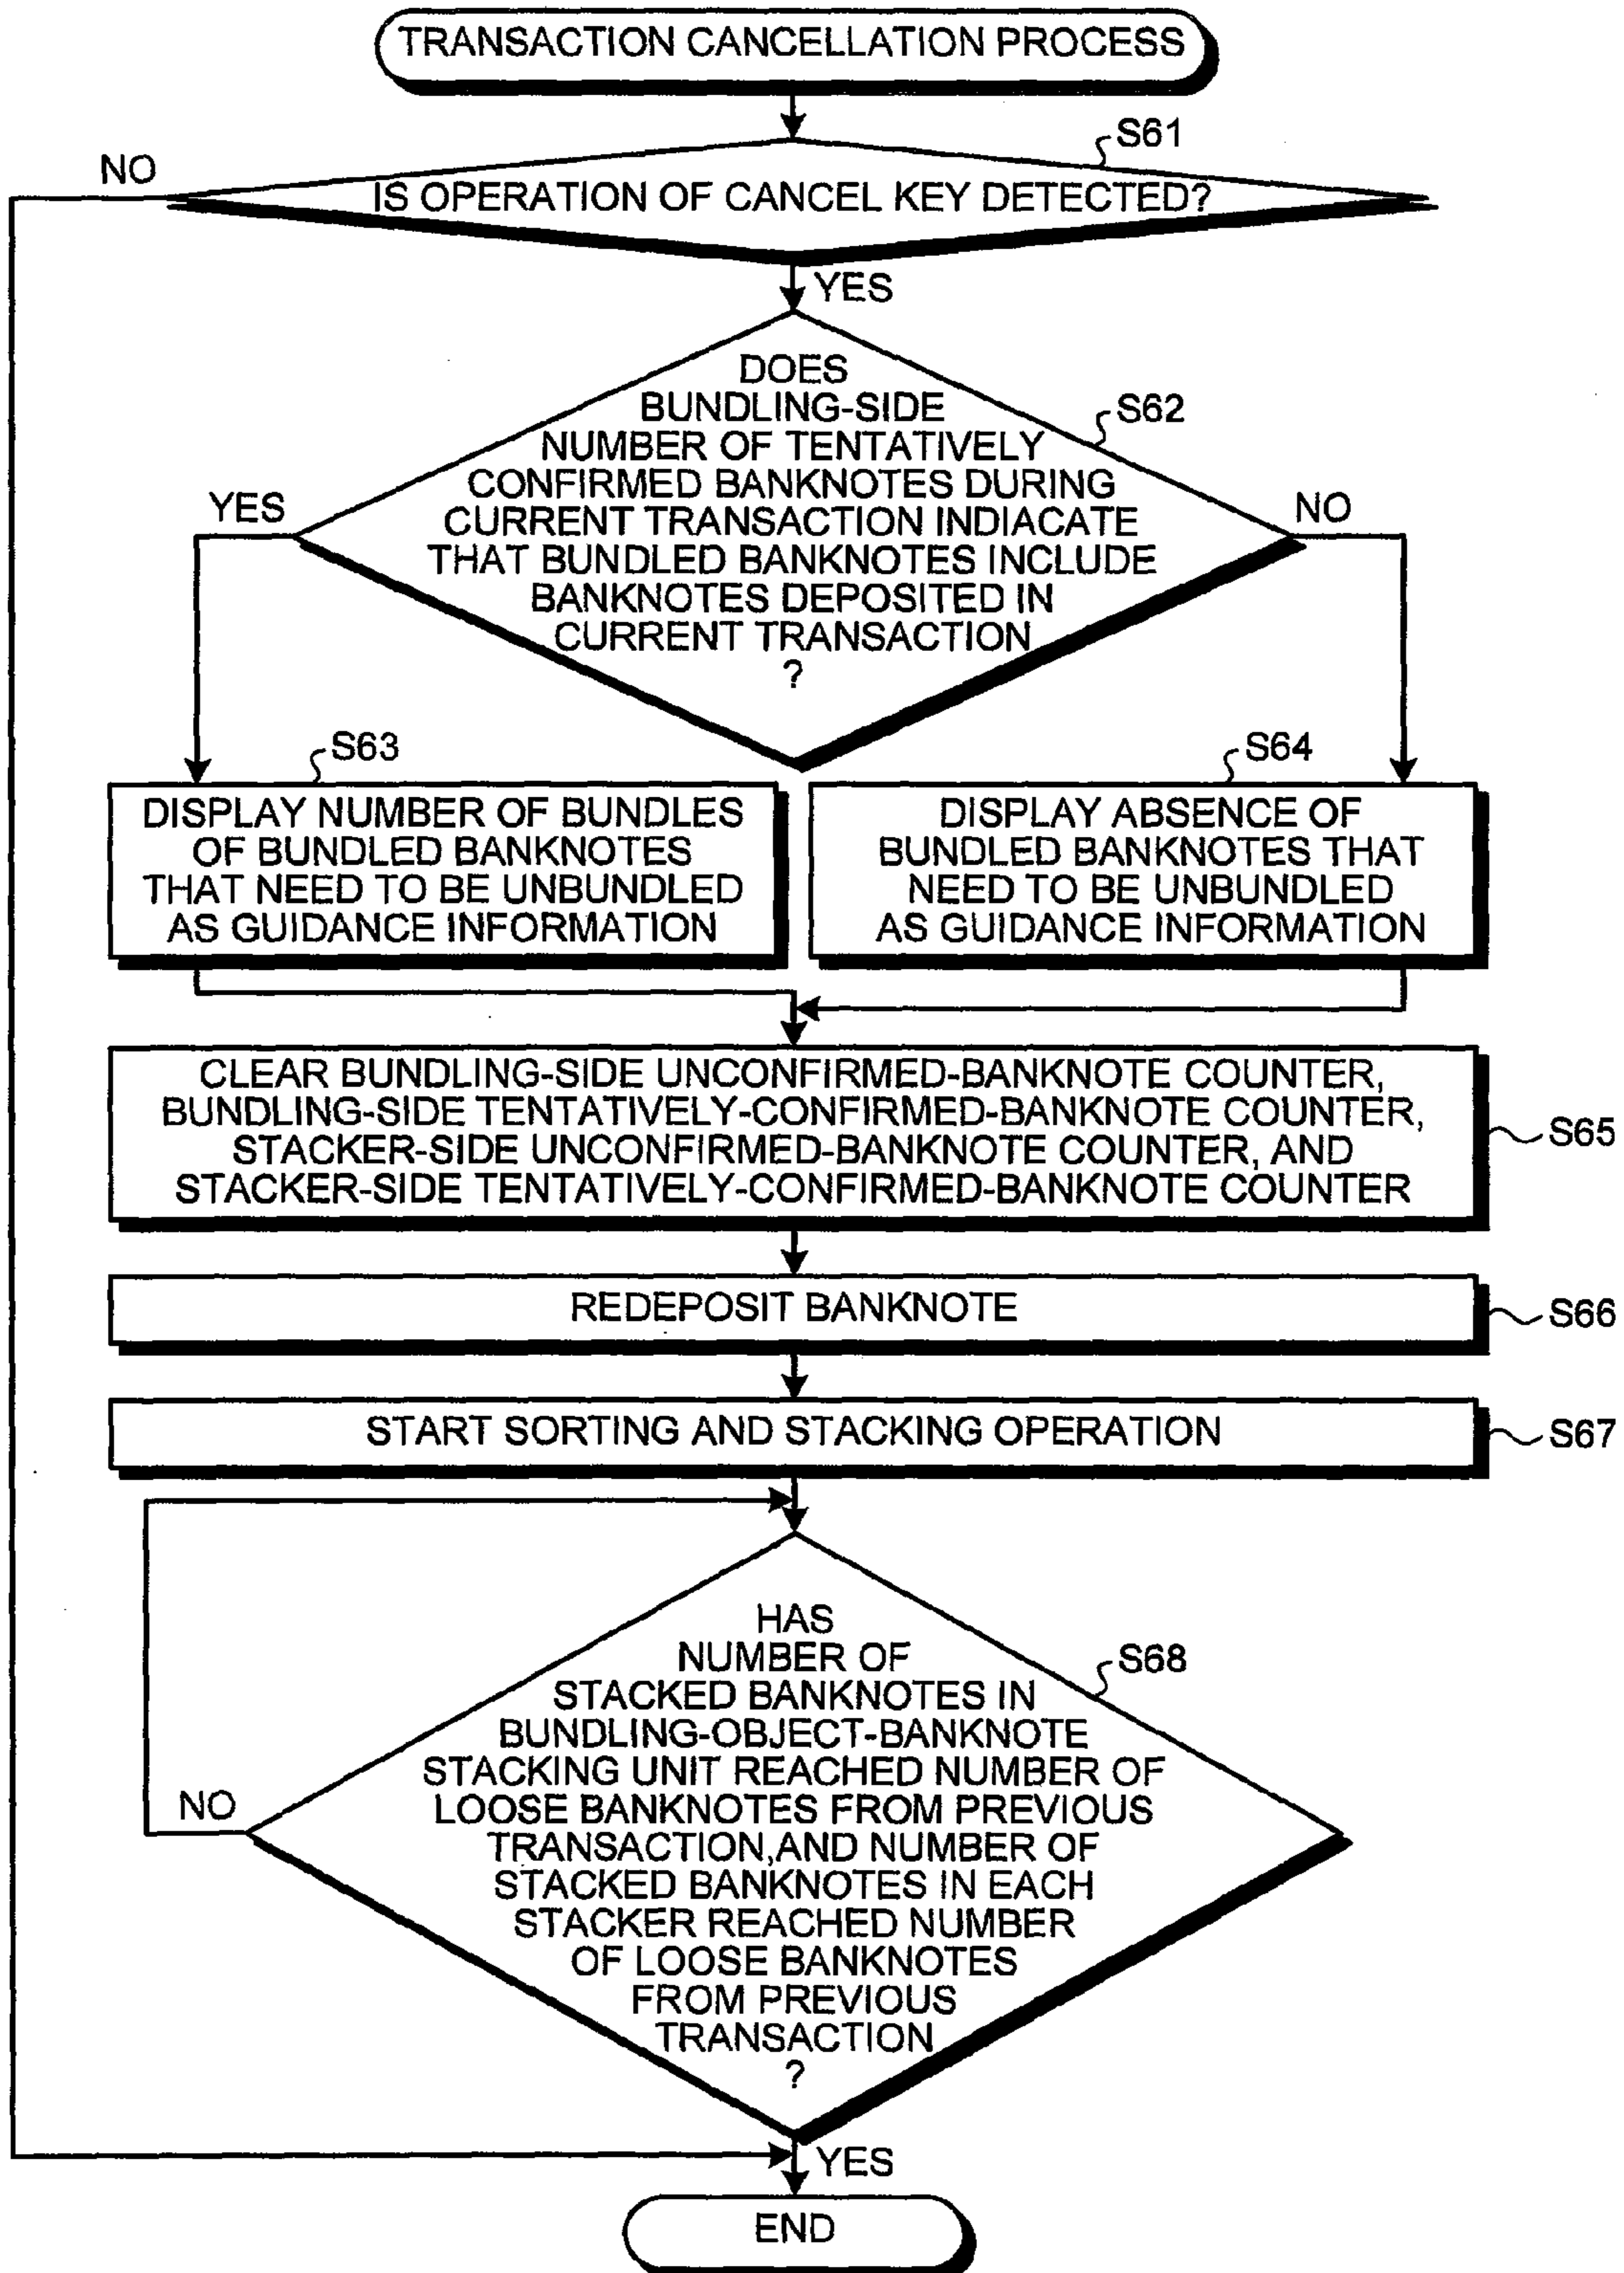 TRANSACTION CANCELLATION PROCESS
S61
NO
IS OPERATION OF CANCEL KEY DETECTED?
YES
DOES
BUNDLING-SIDE
NUMBER OF TENTATIVELY
CONFIRMED BANKNOTES DURING
CURRENT TRANSACTION INDIACATE
THAT BUNDLED BANKNOTES INCLUDE
BANKNOTES DEPOSITED IN
CURRENT TRANSACTION
?
S62
YES
NO
S63
DISPLAY NUMBER OF BUNDLES
OF BUNDLED BANKNOTES
THAT NEED TO BE UNBUNDLED
AS GUIDANCE INFORMATION
S64
DISPLAY ABSENCE OF
BUNDLED BANKNOTES THAT
NEED TO BE UNBUNDLED
AS GUIDANCE INFORMATION
CLEAR BUNDLING-SIDE UNCONFIRMED-BANKNOTE COUNTER,
BUNDLING-SIDE TENTATIVELY-CONFIRMED-BANKNOTE COUNTER,
STACKER-SIDE UNCONFIRMED-BANKNOTE COUNTER, AND
STACKER-SIDE TENTATIVELY-CONFIRMED-BANKNOTE COUNTER
S65
REDEPOSIT BANKNOTE
S66
START SORTING AND STACKING OPERATION
S67
HAS
NUMBER OF
STACKED BANKNOTES IN
BUNDLING-OBJECT-BANKNOTE
STACKING UNIT REACHED NUMBER OF
LOOSE BANKNOTES FROM PREVIOUS
TRANSACTION,AND NUMBER OF
STACKED BANKNOTES IN EACH
STACKER REACHED NUMBER
OF LOOSE BANKNOTES
FROM PREVIOUS
TRANSACTION
?
S68
NO
YES
END